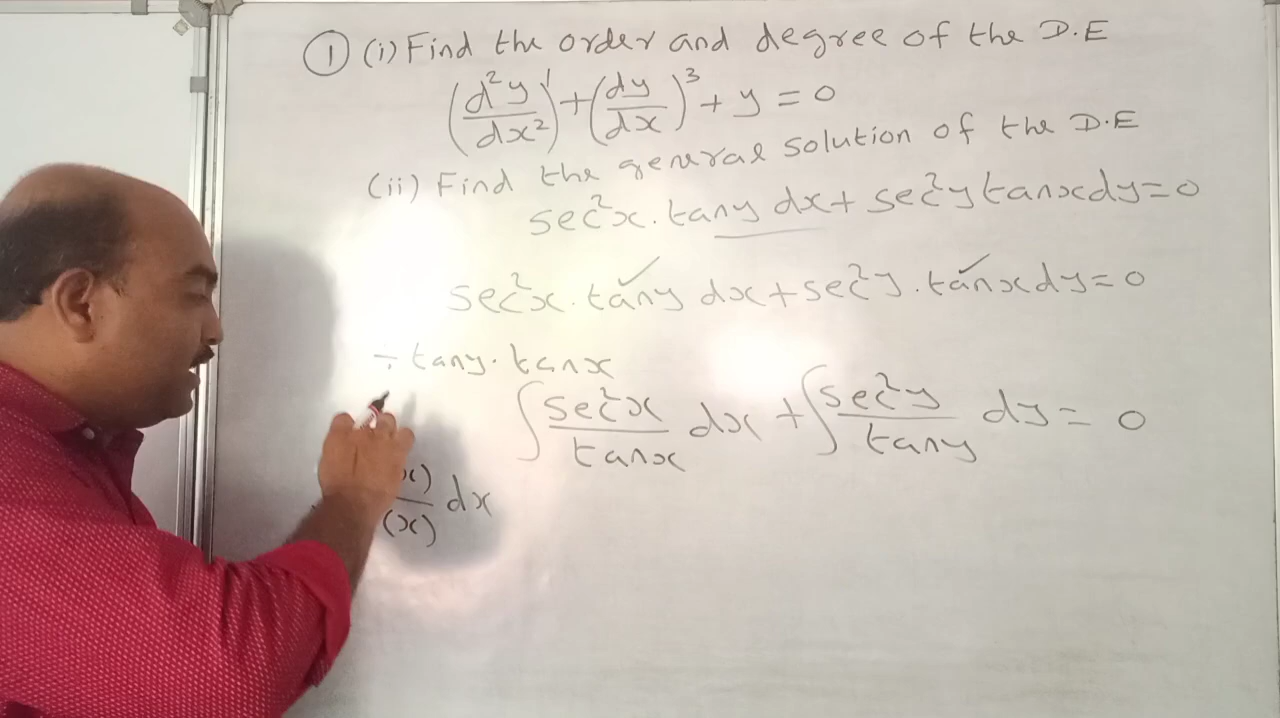 ① (i) Find the order and degree of the D.E
(d²y/dx²)¹ + (dy/dx)³ + y = 0
(ii) Find the general solution of the D.E
sec²x . tany dx + sec²y tanx dy = 0
sec²x . tany dx + sec²y . tanx dy = 0
÷ tany . tanx
∫ sec²x/tanx dx + ∫ sec²y/tany dy = 0
(x) dx